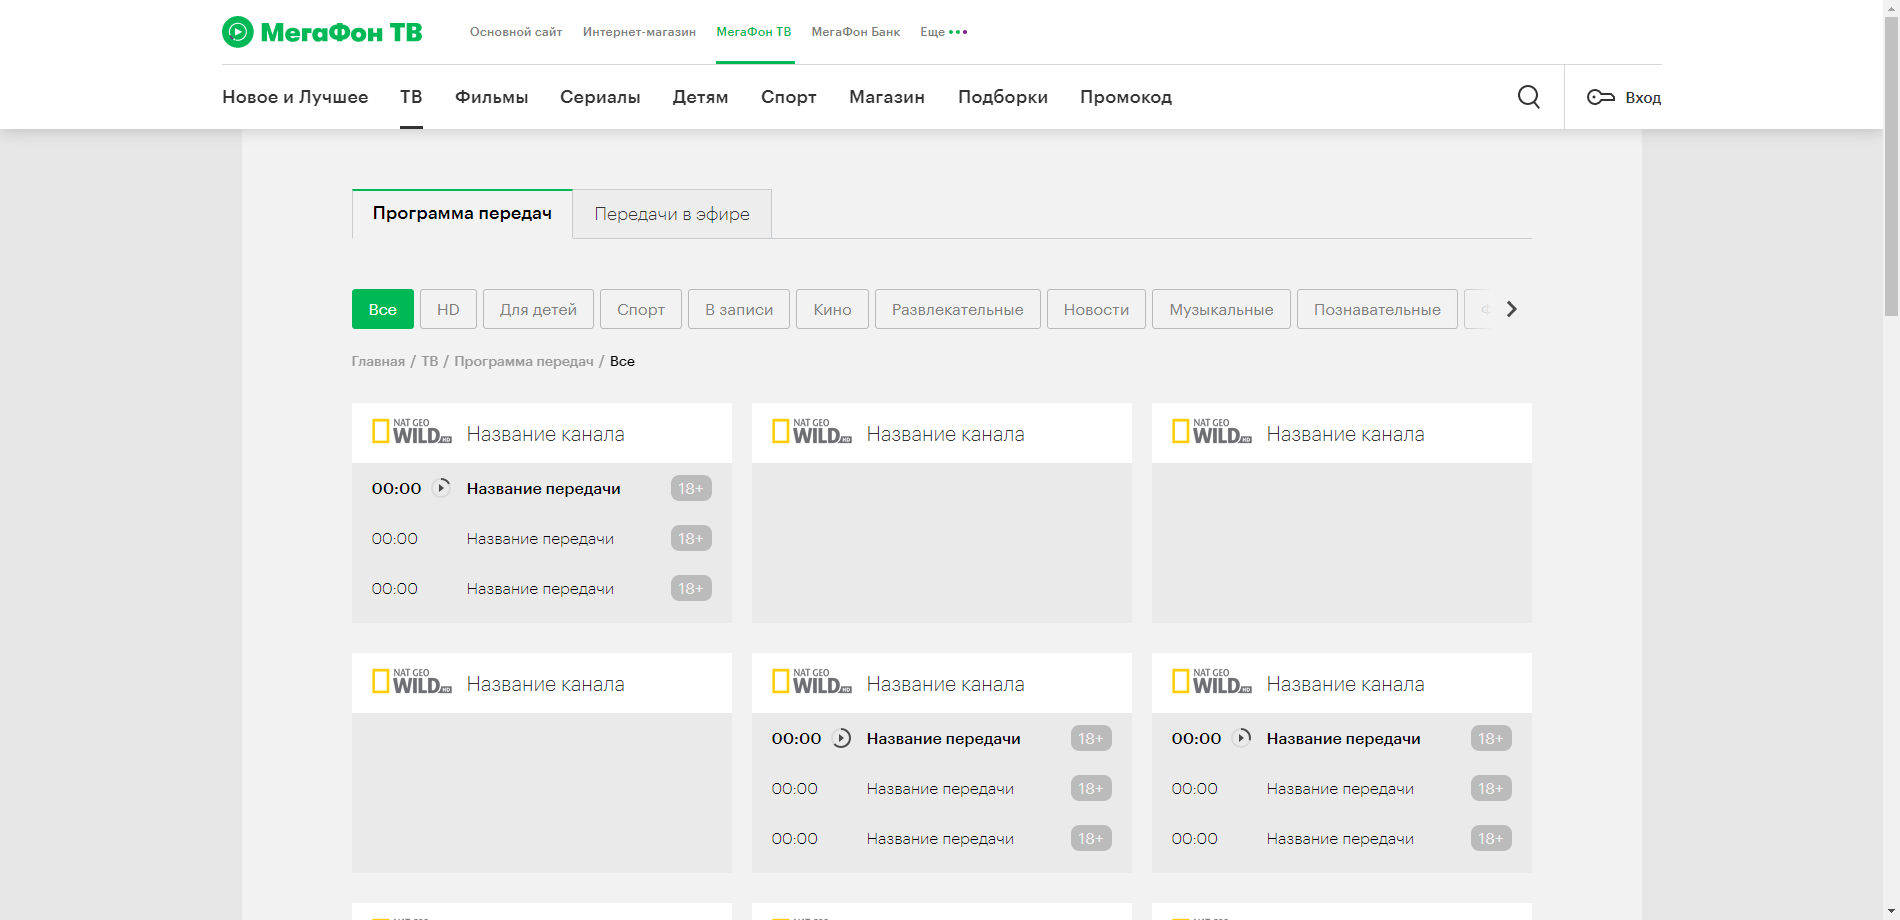 МегаФон ТВ
Основной сайт Интернет-магазин МегаФон ТВ МегаФон Банк Еще
Новое и Лучшее ТВ Фильмы Сериалы Детям Спорт Магазин Подборки Промокод Вход
Программа передач Передачи в эфире
Все HD Для детей Спорт В записи Кино Развлекательные Новости Музыкальные Познавательные
Главная / ТВ / Программа передач / Все
NAT GEO WILD HD Название канала
00:00 Название передачи 18+
00:00 Название передачи 18+
00:00 Название передачи 18+
NAT GEO WILD HD Название канала
NAT GEO WILD HD Название канала
NAT GEO WILD HD Название канала
NAT GEO WILD HD Название канала
00:00 Название передачи 18+
00:00 Название передачи 18+
00:00 Название передачи 18+
NAT GEO WILD HD Название канала
00:00 Название передачи 18+
00:00 Название передачи 18+
00:00 Название передачи 18+